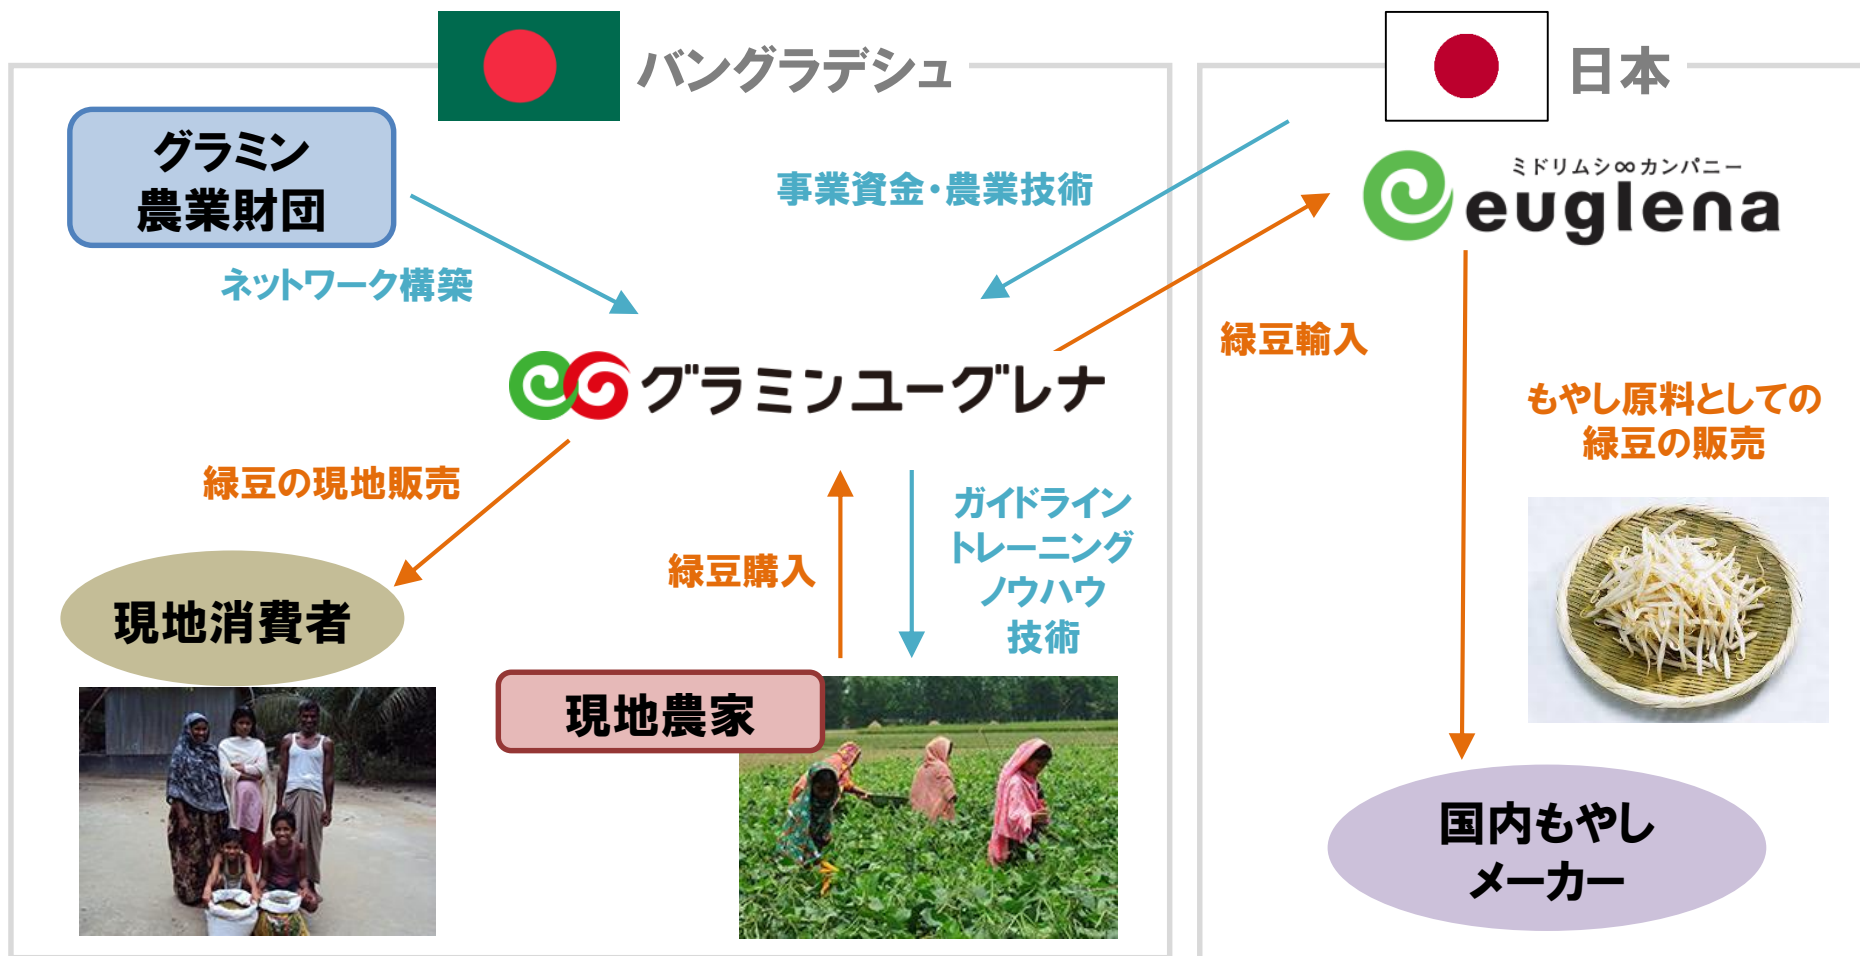 バングラデシュ
日本
グラミン
農業財団
事業資金・農業技術
ミドリムシ∞カンパニー
euglena
ネットワーク構築
緑豆輸入
グラミンユーグレナ
もやし原料としての
緑豆の販売
緑豆の現地販売
ガイドライン
トレーニング
ノウハウ
技術
緑豆購入
現地消費者
現地農家
国内もやし
メーカー